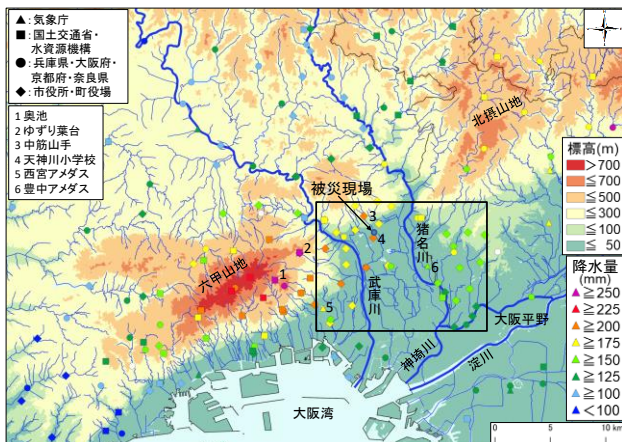 ▲:気象庁
■:国土交通省・
水資源機構
●:兵庫県・大阪府・
京都府・奈良県
◆:市役所・町役場
1 奥池
2 ゆずり葉台
3 中筋山手
4 天神川小学校
5 西宮アメダス
6 豊中アメダス
北摂山地
標高(m)
>700
≦700
≦500
≦300
≦100
≦ 50
被災現場
3
4
2
猪名川
6
1
六甲山地
武庫川
5
降水量
(mm)
≧250
≧225
≧200
≧175
≧150
≧125
≧100
<100
大阪平野
神埼川
淀川
大阪湾
0 5 10 km